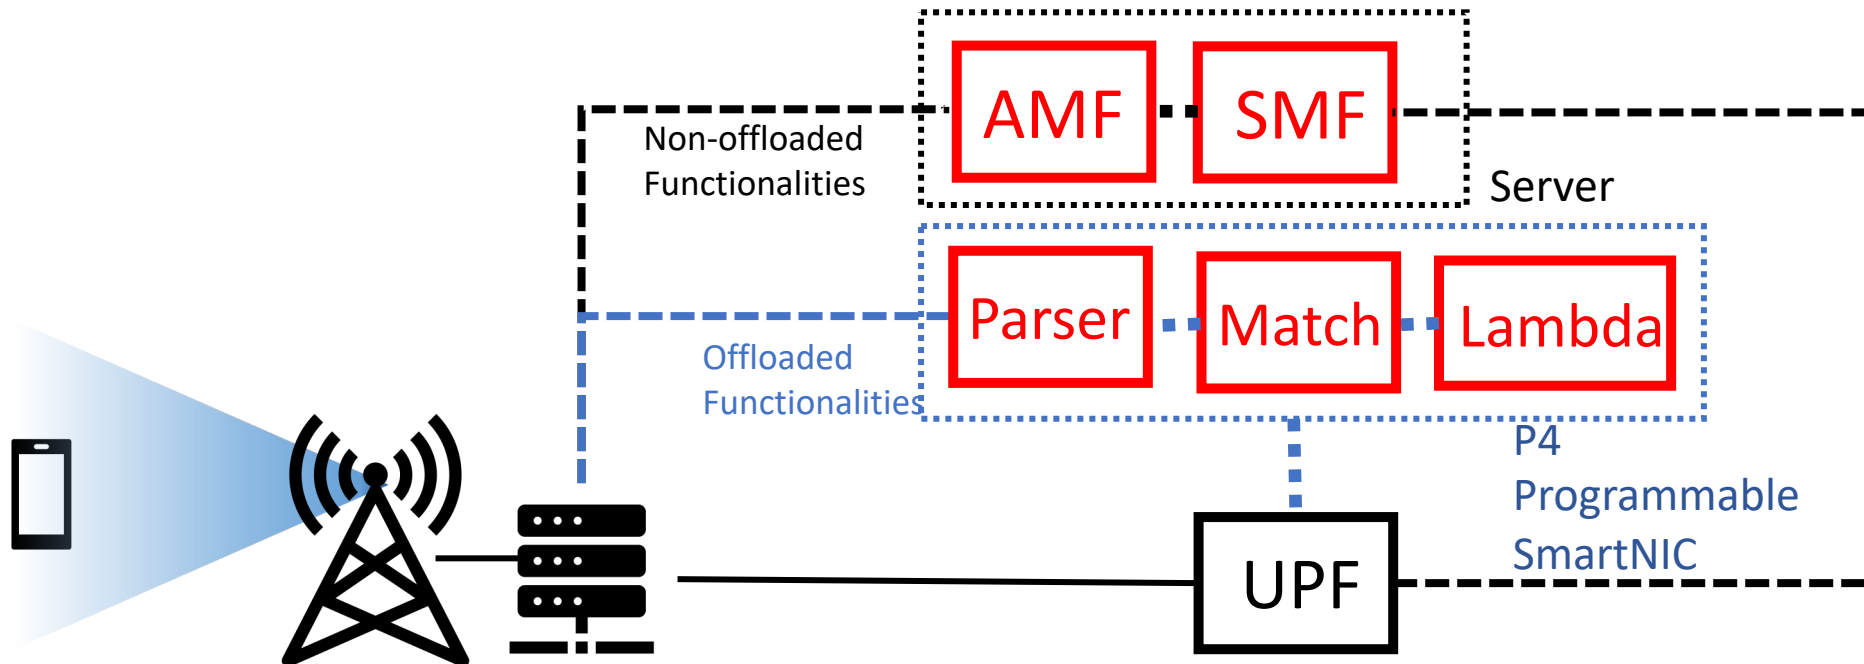 AMF
SMF
Non-offloaded
Functionalities
Server
Parser
Match
Lambda
Offloaded
Functionalities
P4
Programmable
SmartNIC
UPF